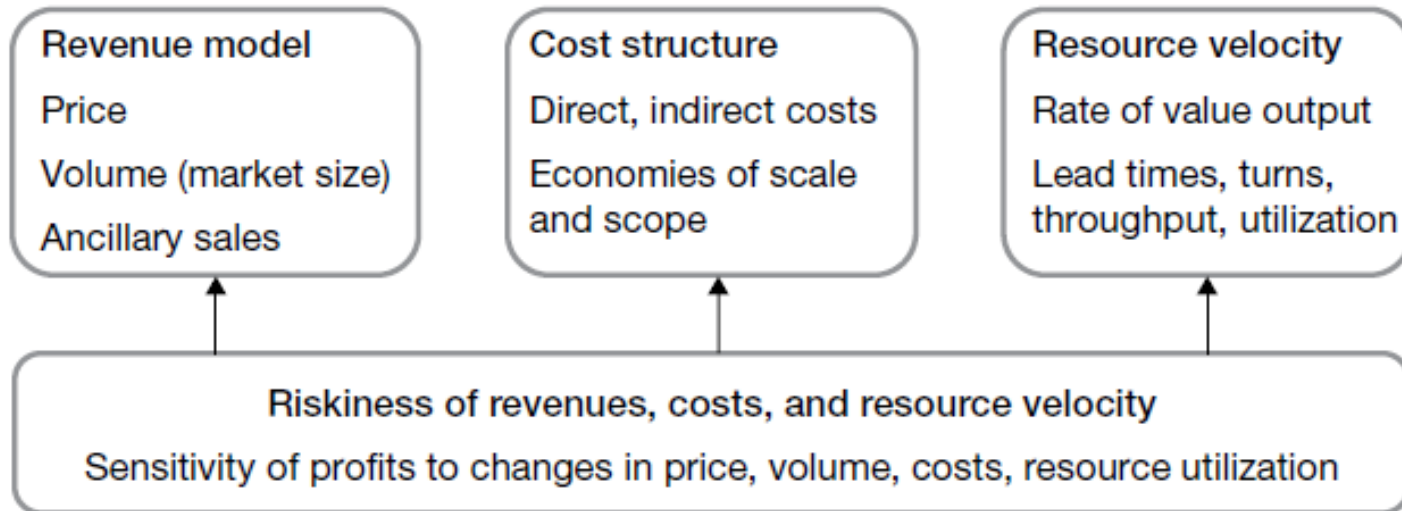 Revenue model
Price
Volume (market size)
Ancillary sales
Cost structure
Direct, indirect costs
Economies of scale
and scope
Resource velocity
Rate of value output
Lead times, turns,
throughput, utilization
Riskiness of revenues, costs, and resource velocity
Sensitivity of profits to changes in price, volume, costs, resource utilization